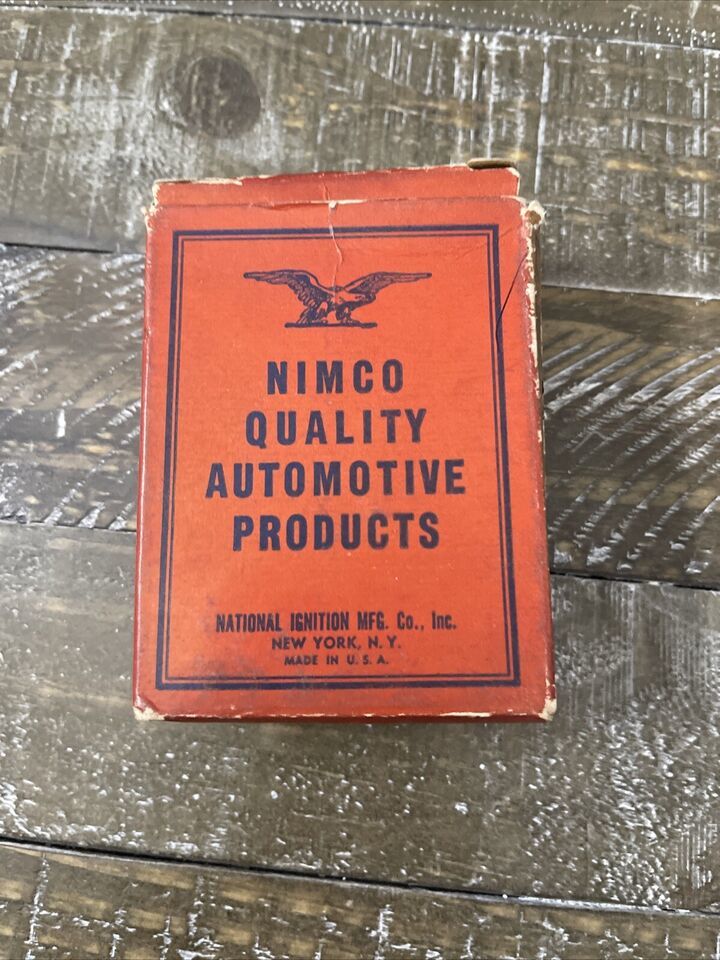 NIMCO
QUALITY
AUTOMOTIVE
PRODUCTS
NATIONAL IGNITION MFG. Co., Inc.
NEW YORK, N. Y.
MADE IN U. S. A.